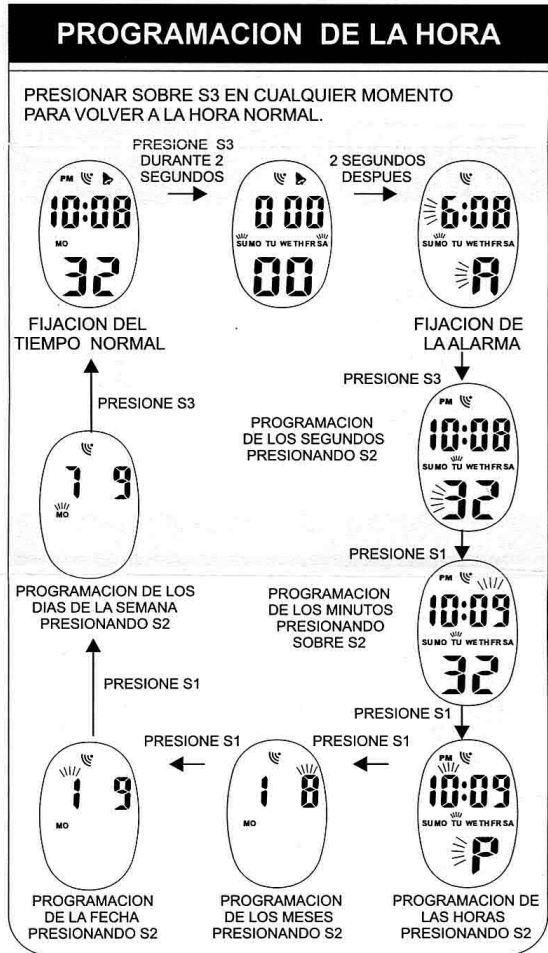 PROGRAMACION DE LA HORA
PRESIONAR SOBRE S3 EN CUALQUIER MOMENTO
PARA VOLVER A LA HORA NORMAL.
PRESIONE S3
DURANTE 2
SEGUNDOS
2 SEGUNDOS
DESPUES
PM
10:08
MO
32
FIJACION DEL
TIEMPO NORMAL
0 00
SU MO TU WE TH FR SA
00
6:08
SU MO TU WE TH FR SA
A
FIJACION DE
LA ALARMA
PRESIONE S3
PROGRAMACION
DE LOS SEGUNDOS
PRESIONANDO S2
PM
10:08
SU MO TU WE TH FR SA
32
PRESIONE S1
PROGRAMACION
DE LOS MINUTOS
PRESIONANDO
SOBRE S2
PM
10:09
SU MO TU WE TH FR SA
32
PRESIONE S1
PM
10:09
SU MO TU WE TH FR SA
P
PROGRAMACION DE
LAS HORAS
PRESIONANDO S2
PRESIONE S1
1 8
MO
PROGRAMACION
DE LOS MESES
PRESIONANDO S2
PRESIONE S1
1 9
MO
PROGRAMACION
DE LA FECHA
PRESIONANDO S2
PRESIONE S1
7 9
MO
PROGRAMACION DE LOS
DIAS DE LA SEMANA
PRESIONANDO S2
PRESIONE S3